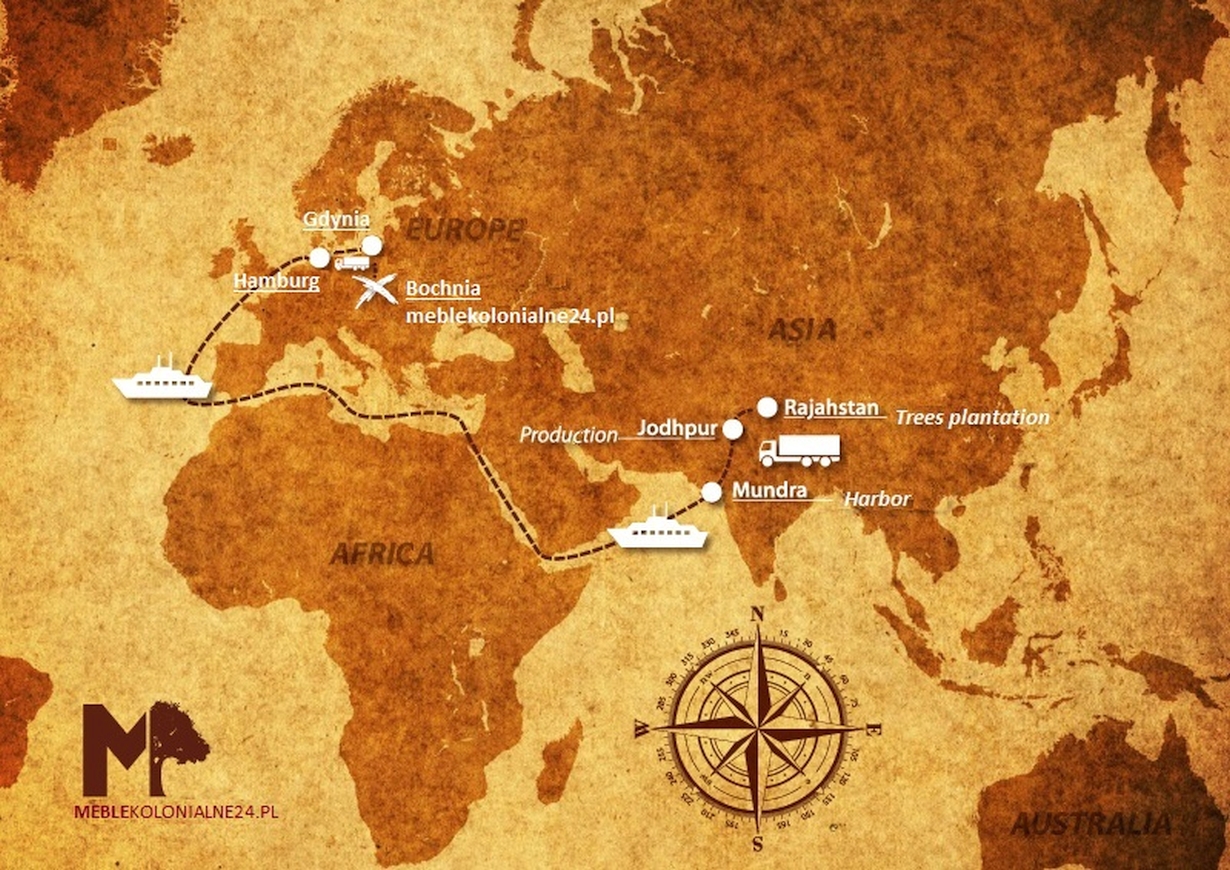 Gdynia
EUROPE
Hamburg
Bochnia
meblekolonialne24.pl
ASIA
Rajahstan
Trees plantation
Production
Jodhpur
Mundra
Harbor
AFRICA
N
W
E
S
MEBLEKOLONIALNE24.PL
AUSTRALIA